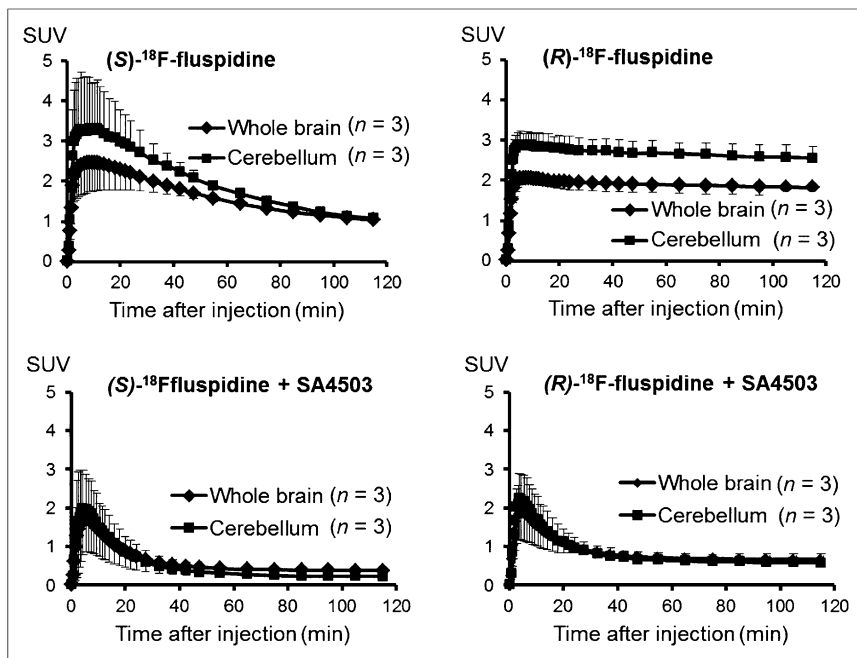 SUV
(S)-¹⁸F-fluspidine
5
4
3
2
1
0
Whole brain (n = 3)
Cerebellum (n = 3)
0 20 40 60 80 100 120
Time after injection (min)
(R)-¹⁸F-fluspidine
5
4
3
2
1
0
Whole brain (n = 3)
Cerebellum (n = 3)
0 20 40 60 80 100 120
Time after injection (min)
SUV
(S)-¹⁸Ffluspidine + SA4503
5
4
3
2
1
0
Whole brain (n = 3)
Cerebellum (n = 3)
0 20 40 60 80 100 120
Time after injection (min)
SUV
(R)-¹⁸F-fluspidine + SA4503
5
4
3
2
1
0
Whole brain (n = 3)
Cerebellum (n = 3)
0 20 40 60 80 100 120
Time after injection (min)